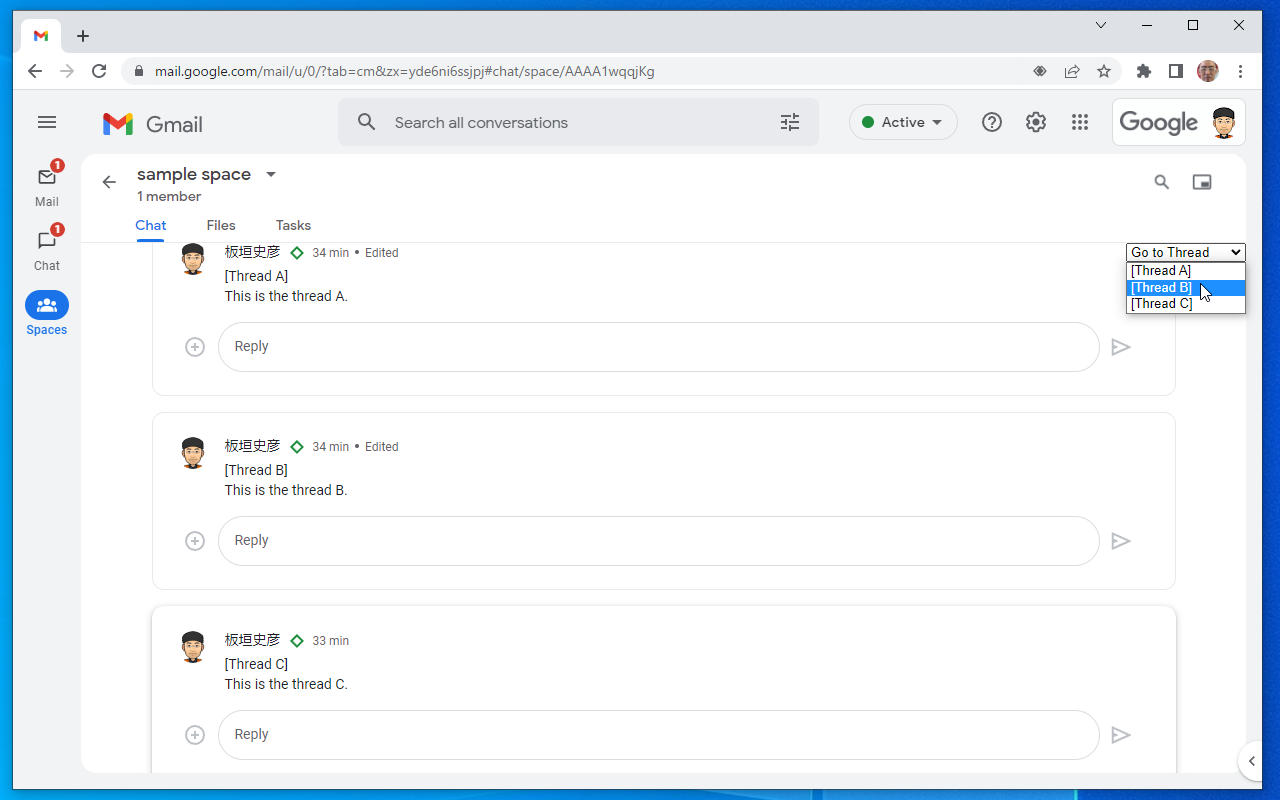 mail.google.com/mail/u/0/?tab=cm&zx=yde6ni6ssjpj#chat/space/AAAA1wqqjKg
Gmail
Search all conversations
Active
Google
1
Mail
1
Chat
Spaces
sample space
1 member
Chat Files Tasks
Go to Thread
[Thread A]
[Thread B]
[Thread C]
板垣史彦 34 min • Edited
[Thread A]
This is the thread A.
Reply
板垣史彦 34 min • Edited
[Thread B]
This is the thread B.
Reply
板垣史彦 33 min
[Thread C]
This is the thread C.
Reply